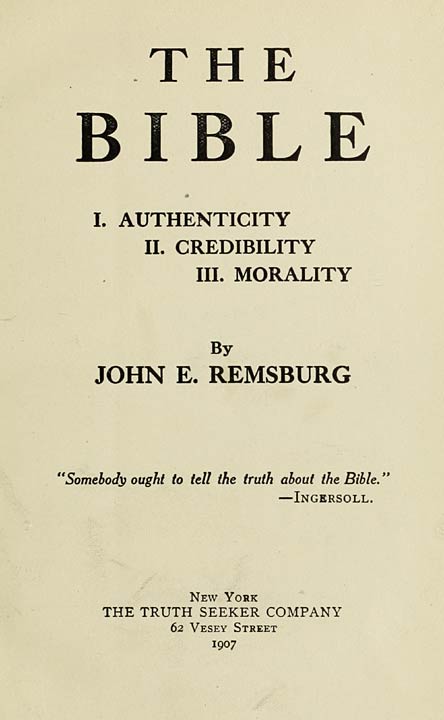 THE
BIBLE
I. AUTHENTICITY
II. CREDIBILITY
III. MORALITY
By
JOHN E. REMSBURG
"Somebody ought to tell the truth about the Bible."
—INGERSOLL.
NEW YORK
THE TRUTH SEEKER COMPANY
62 VESEY STREET
1907